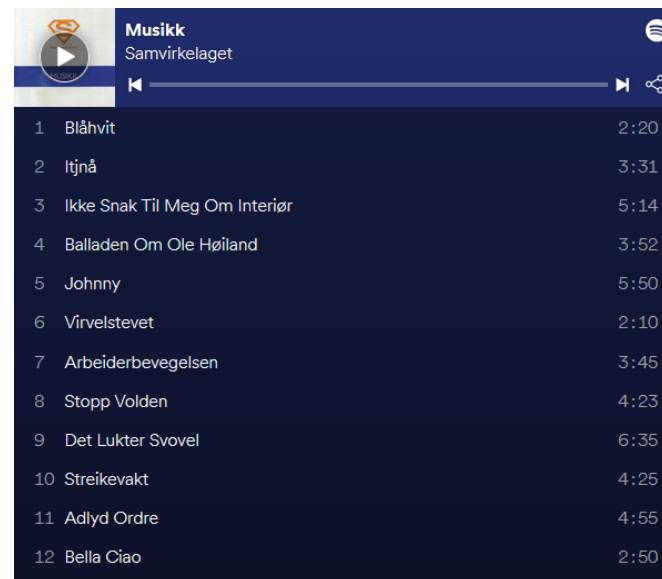 Musikk
Samvirkelaget
MUSIKK
1 Blåhvit 2:20
2 Itjnå 3:31
3 Ikke Snak Til Meg Om Interiør 5:14
4 Balladen Om Ole Høiland 3:52
5 Johnny 5:50
6 Virvelstevet 2:10
7 Arbeiderbevegelsen 3:45
8 Stopp Volden 4:23
9 Det Lukter Svovel 6:35
10 Streikevakt 4:25
11 Adlyd Ordre 4:55
12 Bella Ciao 2:50